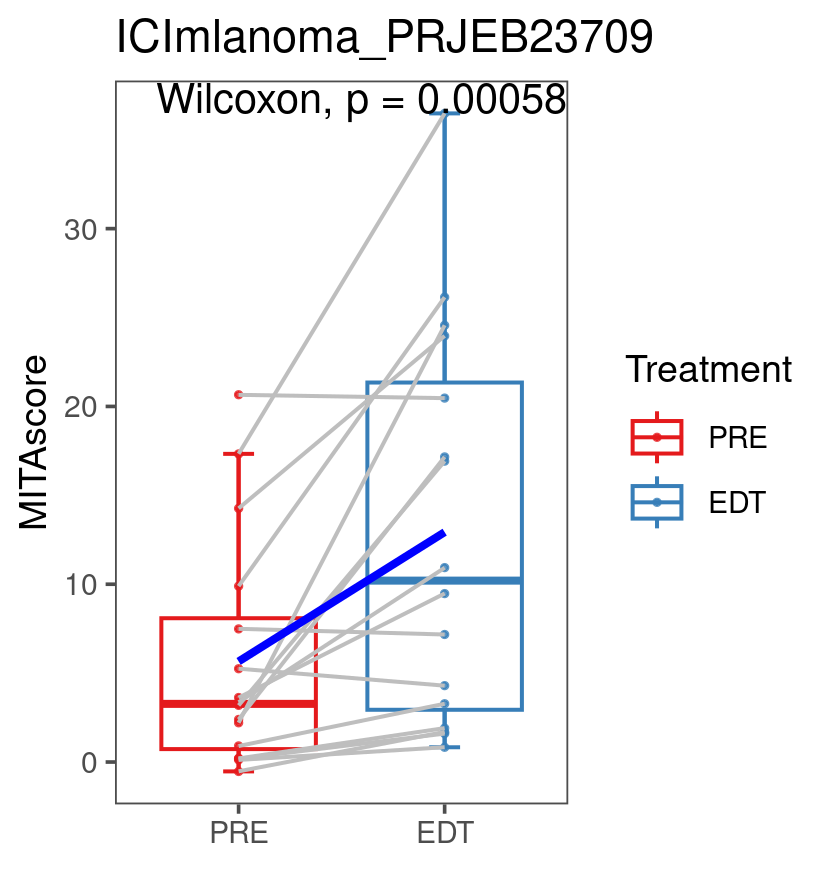 ICImlanoma_PRJEB23709
Wilcoxon, p = 0.00058
MITAscore
30
20
10
0
PRE
EDT
Treatment
PRE
EDT